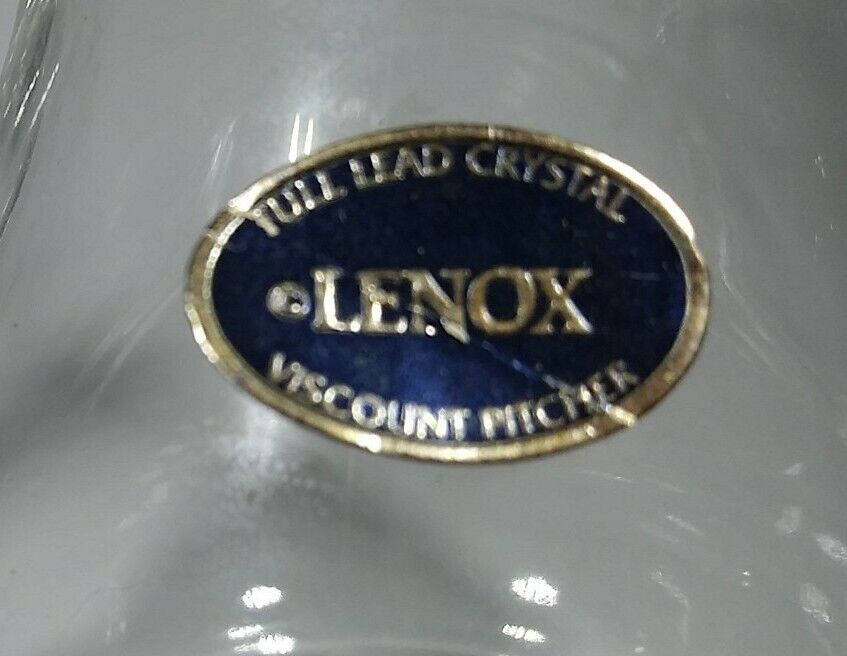 FULL LEAD CRYSTAL
© LENOX
VISCOUNT PITCHER